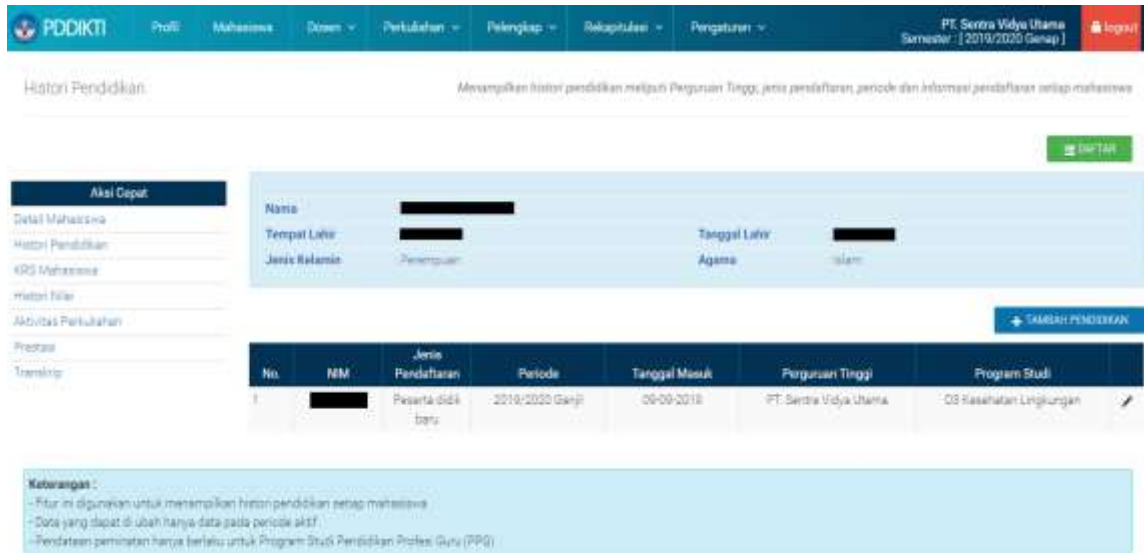 PDDIKTI Profil Mahasiswa Dosen Perkuliahan Pelengkap Rekapitulasi Pengaturan PT. Sentra Vidya Utama logout
Semester : [ 2019/2020 Genap ]
Histori Pendidikan
Menampilkan histori pendidikan meliputi Perguruan Tinggi, jenis pendaftaran, periode dan informasi pendaftaran setiap mahasiswa
DAFTAR
Aksi Cepat
Detail Mahasiswa
Histori Pendidikan
KRS Mahasiswa
Histori Nilai
Aktivitas Perkuliahan
Prestasi
Transkrip
Nama
Tempat Lahir Tanggal Lahir
Jenis Kelamin Perempuan Agama Islam
TAMBAH PENDIDIKAN
No. NIM Jenis Pendaftaran Periode Tanggal Masuk Perguruan Tinggi Program Studi
1 Peserta didik baru 2019/2020 Ganjil 09-09-2019 PT. Sentra Vidya Utama D3 Kesehatan Lingkungan
Keterangan :
- Fitur ini digunakan untuk menampilkan histori pendidikan setiap mahasiswa
- Data yang dapat di ubah hanya data pada periode aktif
- Pendataan peminatan hanya berlaku untuk Program Studi Pendidikan Profesi Guru (PPG)